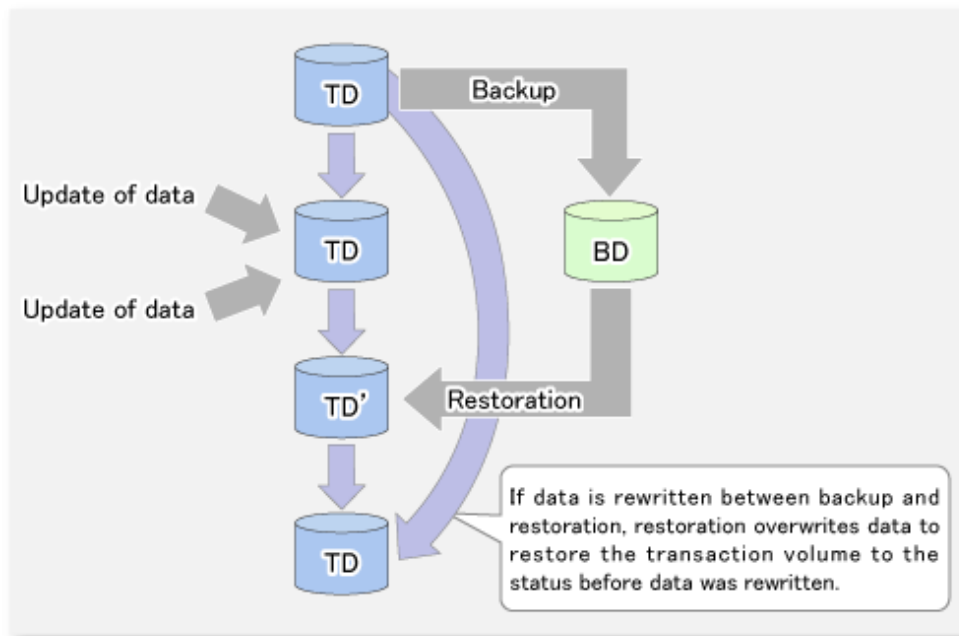 TD
Backup
Update of data
TD
BD
Update of data
TD’
Restoration
If data is rewritten between backup and
restoration, restoration overwrites data to
restore the transaction volume to the
status before data was rewritten.
TD